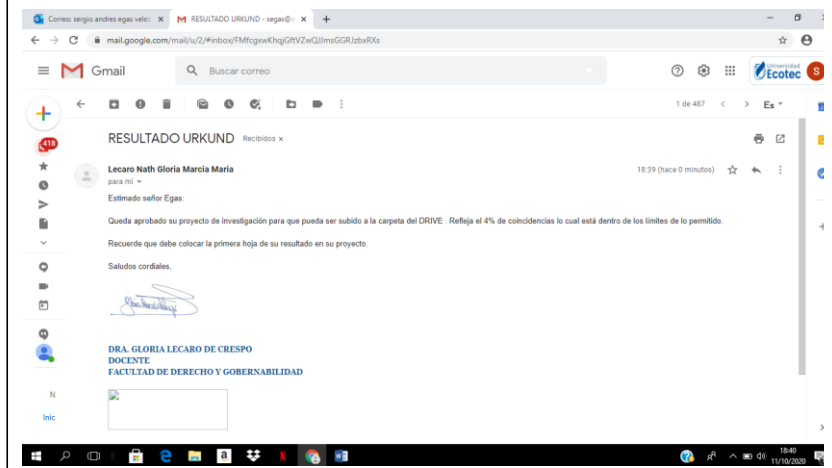 Correo: sergio andres egas velez
RESULTADO URKUND - segas@
mail.google.com/mail/u/2/#inbox/FMfcgxwKhqjGftVZwQJJmsGGRJzbxRXs
Gmail
Buscar correo
Universidad
Ecotec
S
1 de 487
Es
418
RESULTADO URKUND
Recibidos x
Lecaro Nath Gloria Marcia Maria
18:39 (hace 0 minutos)
para mí
Estimado señor Egas:
Queda aprobado su proyecto de investigación para que pueda ser subido a la carpeta del DRIVE . Refleja el 4% de coincidencias lo cual está dentro de los límites de lo permitido.
Recuerde que debe colocar la primera hoja de su resultado en su proyecto.
Saludos cordiales,
DRA. GLORIA LECARO DE CRESPO
DOCENTE
FACULTAD DE DERECHO Y GOBERNABILIDAD
N
Inic
18:40
11/10/2020